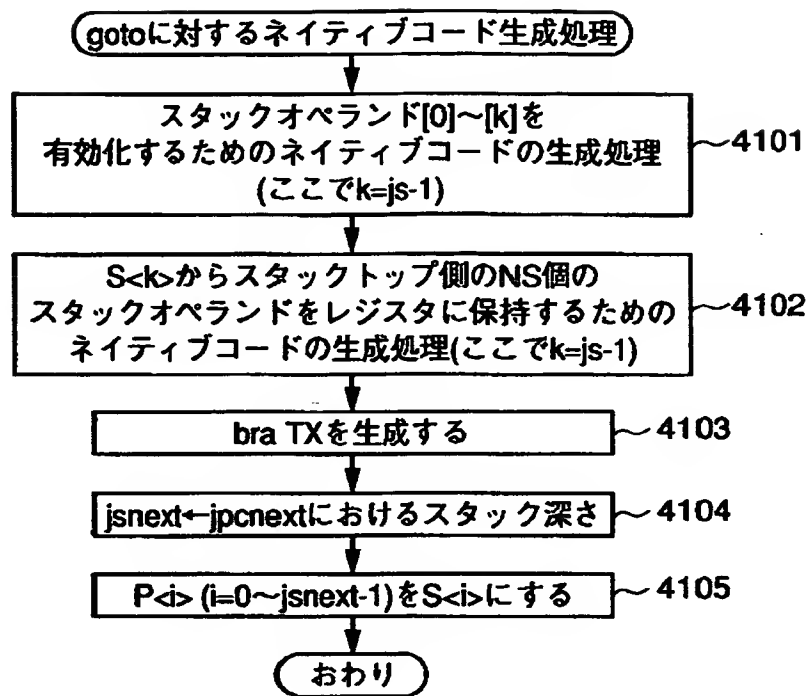 gotoに対するネイティブコード生成処理
スタックオペランド[0]～[k]を
有効化するためのネイティブコードの生成処理
(ここでk=js-1)
4101
S<k>からスタックトップ側のNS個の
スタックオペランドをレジスタに保持するための
ネイティブコードの生成処理(ここでk=js-1)
4102
bra TXを生成する
4103
jsnext←jpcnextにおけるスタック深さ
4104
P<i> (i=0～jsnext-1)をS<i>にする
4105
おわり